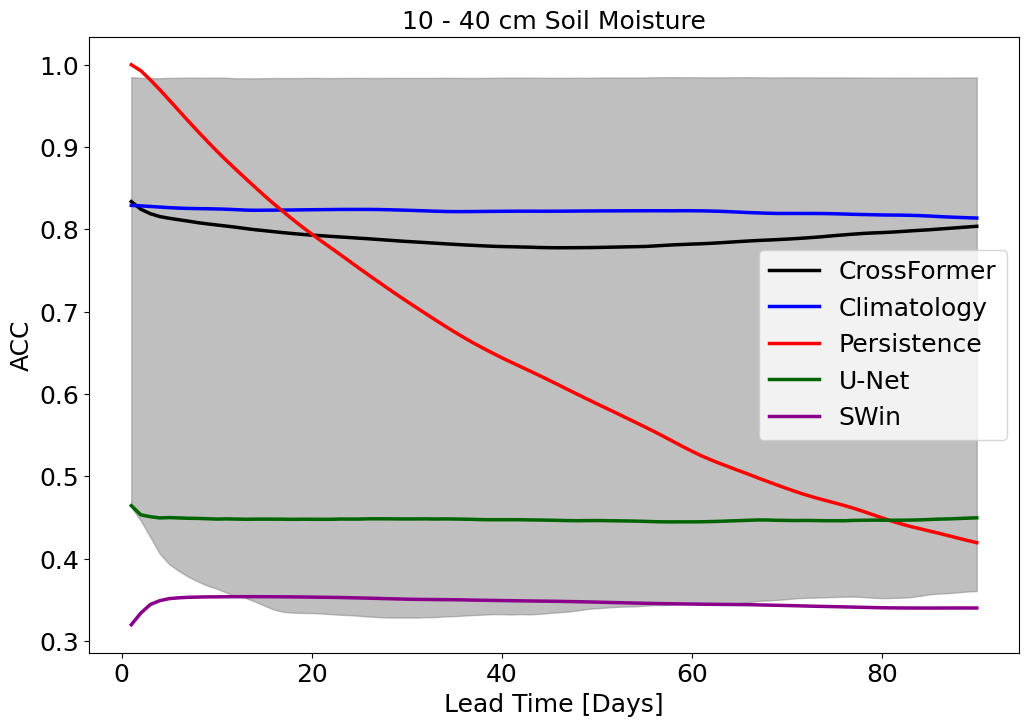 10 - 40 cm Soil Moisture
1.0
0.9
0.8
0.7
0.6
0.5
0.4
0.3
ACC
CrossFormer
Climatology
Persistence
U-Net
SWin
0 20 40 60 80
Lead Time [Days]